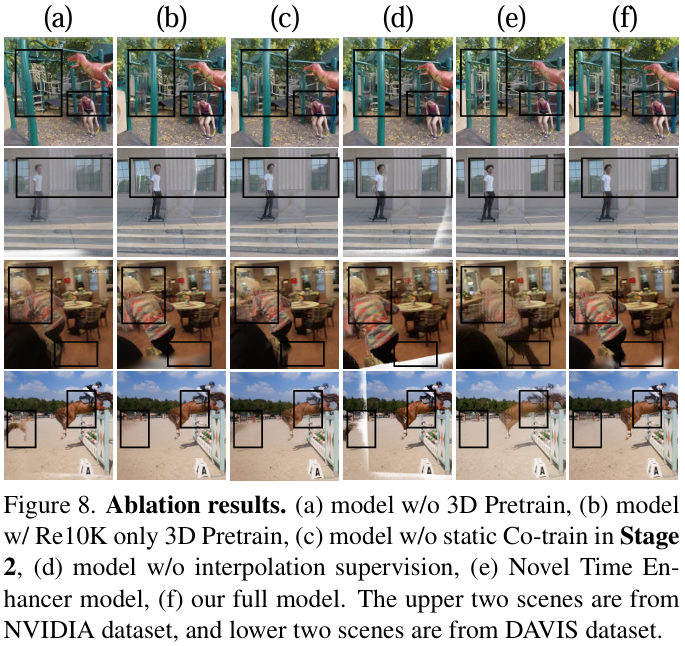 (a) (b) (c) (d) (e) (f)
A A A A A A
Figure 8. Ablation results. (a) model w/o 3D Pretrain, (b) model
w/ Re10K only 3D Pretrain, (c) model w/o static Co-train in Stage
2, (d) model w/o interpolation supervision, (e) Novel Time En-
hancer model, (f) our full model. The upper two scenes are from
NVIDIA dataset, and lower two scenes are from DAVIS dataset.